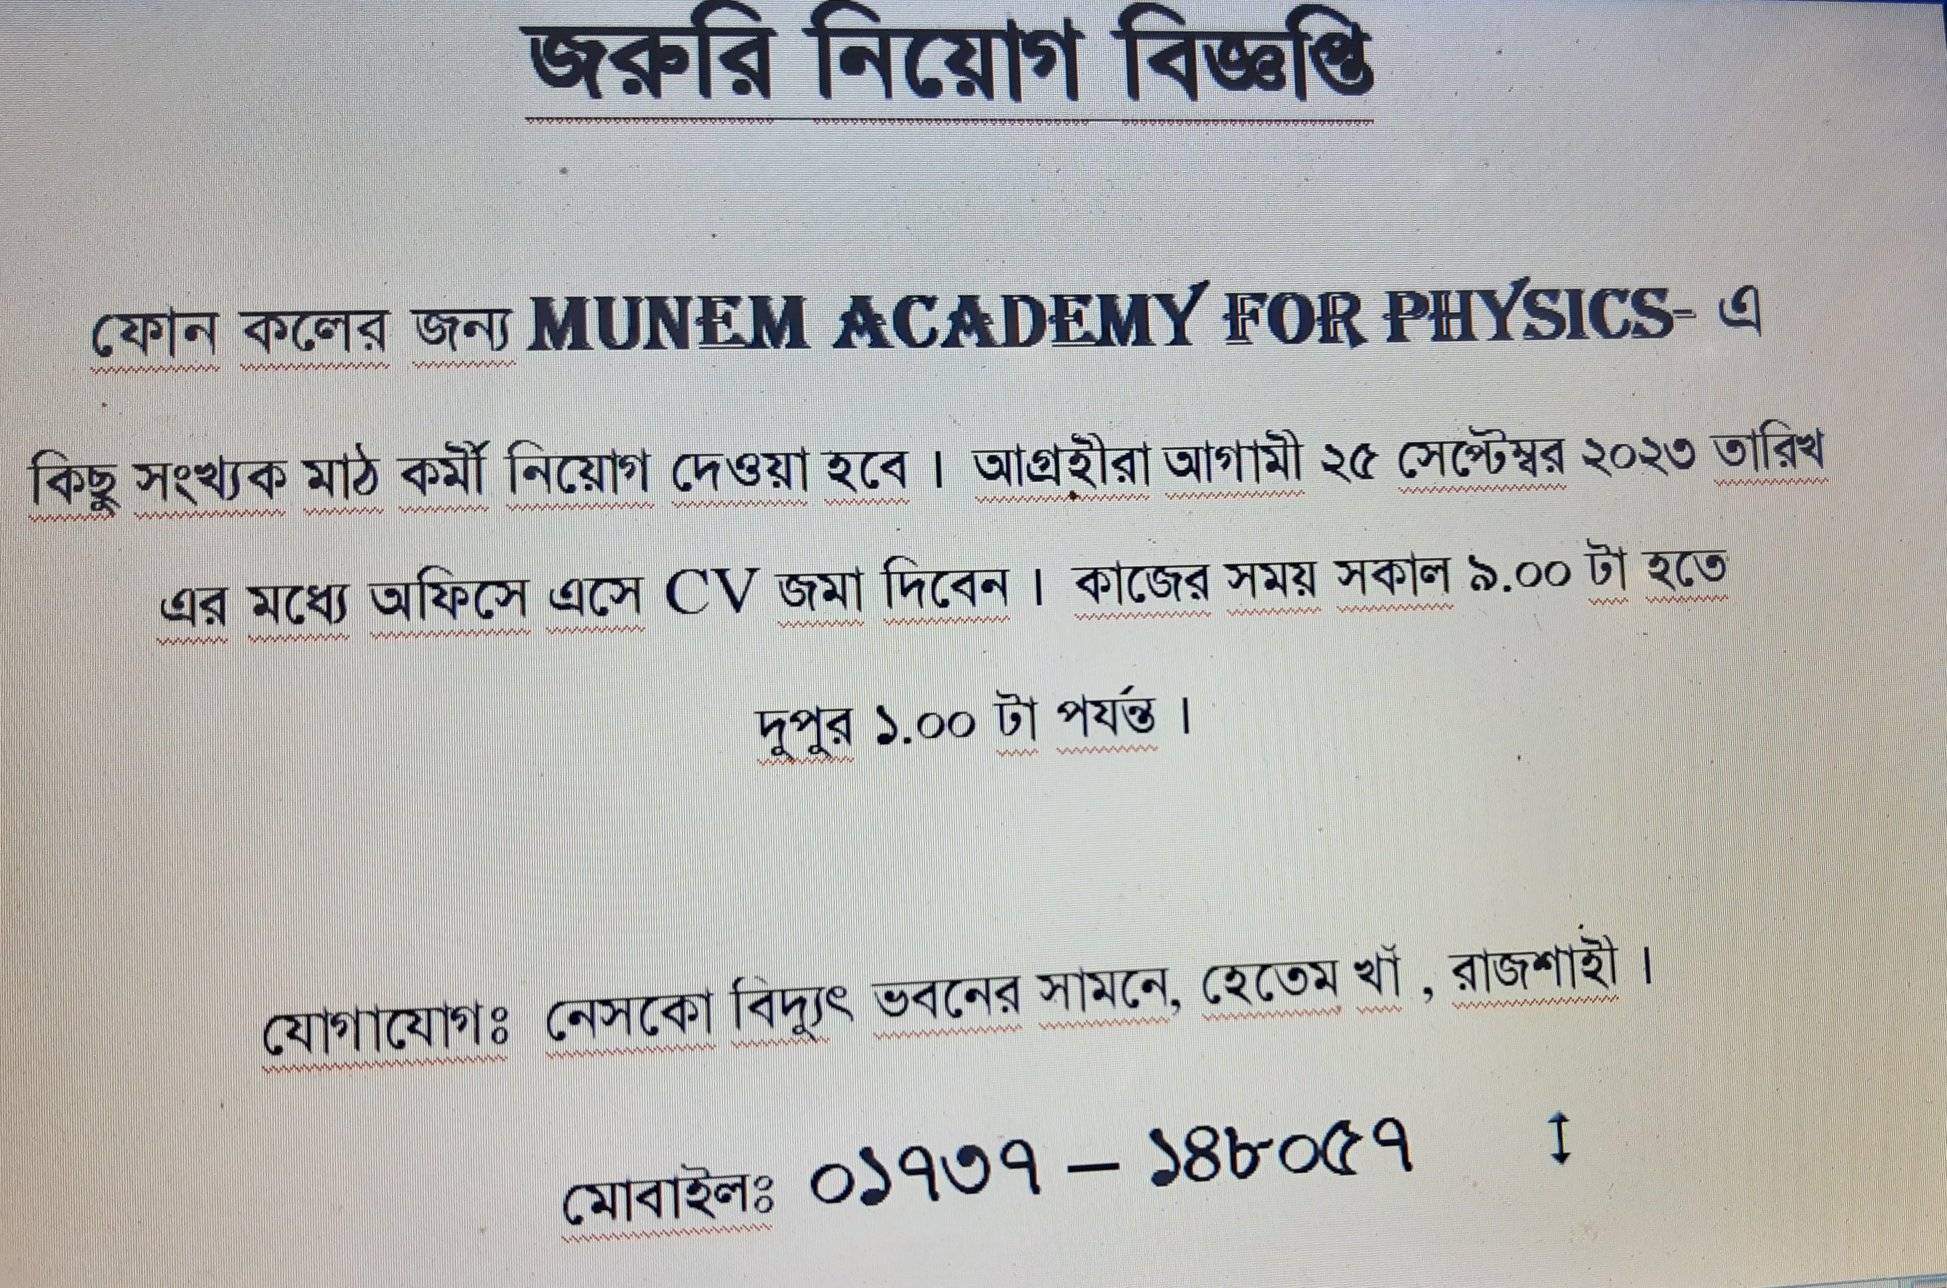 জরুরি নিয়োগ বিজ্ঞপ্তি
ফোন কলের জন্য MUNEM ACADEMY FOR PHYSICS- এ
কিছু সংখ্যক মাঠ কর্মী নিয়োগ দেওয়া হবে । আগ্রহীরা আগামী ২৫ সেপ্টেম্বর ২০২৩ তারিখ
এর মধ্যে অফিসে এসে CV জমা দিবেন । কাজের সময় সকাল ৯.০০ টা হতে
দুপুর ১.০০ টা পর্যন্ত ।
যোগাযোগঃ নেসকো বিদ্যুৎ ভবনের সামনে, হেতেম খাঁ , রাজশাহী ।
মোবাইলঃ ০১৭৩৭ – ১৪৮০৫৭